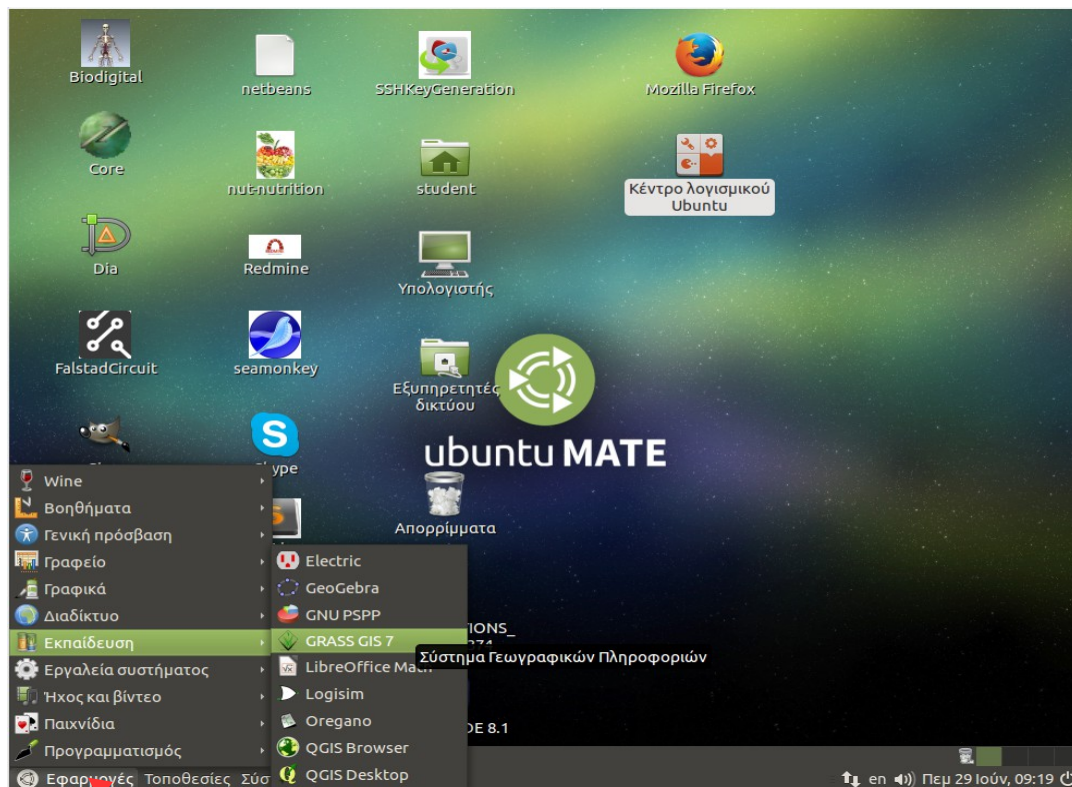 Biodigital
netbeans
SSHKeyGeneration
Mozilla Firefox
Core
nut-nutrition
student
Κέντρο λογισμικού
Ubuntu
Dia
Redmine
Υπολογιστής
FalstadCircuit
seamonkey
Εξυπηρετητές
δικτύου
ubuntu MATE
Απορρίμματα
Wine
Βοηθήματα
Γενική πρόσβαση
Γραφείο
Γραφικά
Διαδίκτυο
Εκπαίδευση
Εργαλεία συστήματος
Ήχος και βίντεο
Παιχνίδια
Προγραμματισμός
Electric
GeoGebra
GNU PSPP
GRASS GIS 7
LibreOffice Math
Logisim
Oregano
QGIS Browser
QGIS Desktop
Σύστημα Γεωγραφικών Πληροφοριών
IONS_
DE 8.1
Εφαρμογές Τοποθεσίες Σύσ
en Πεμ 29 Ιούν, 09:19